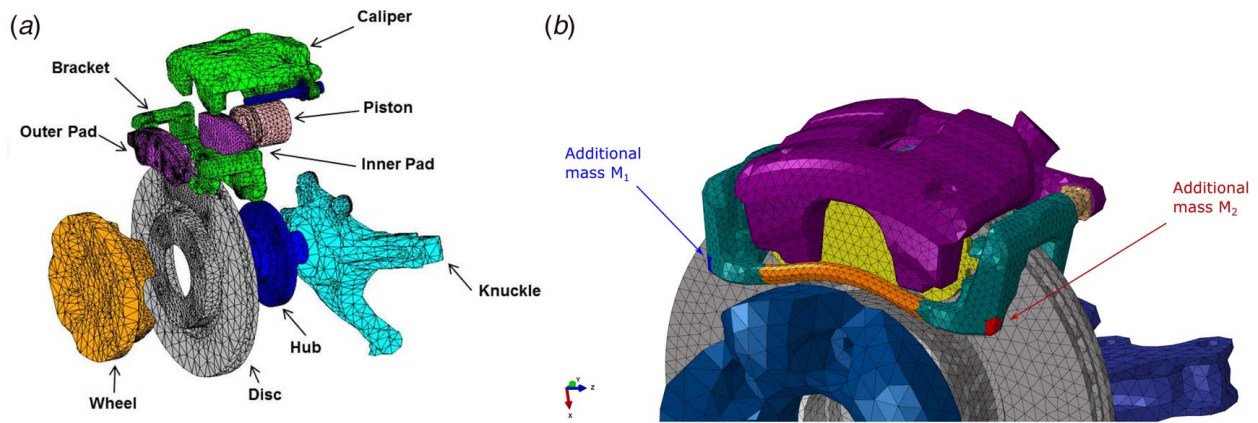 (a)
Caliper
Bracket
Piston
Outer Pad
Inner Pad
Knuckle
Hub
Disc
Wheel
(b)
Additional
mass M₁
Additional
mass M₂
Y
Z
X